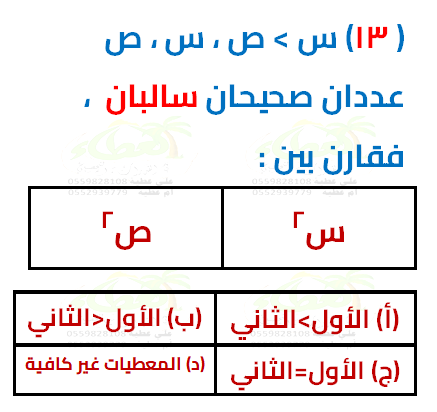 (١٣) س < ص ، س ، ص
عددان صحيحان سالبان ،
فقارن بين :
س٢ ص٢
(أ) الأول<الثاني (ب) الأول>الثاني
(ج) الأول=الثاني (د) المعطيات غير كافية